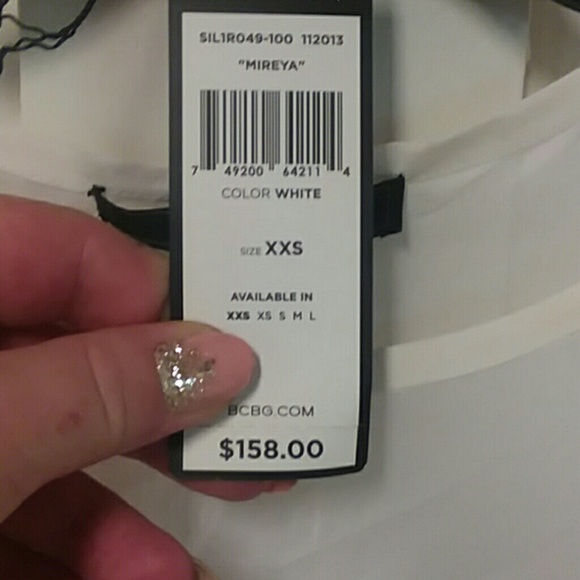 SIL1R049-100 112013
"MIREYA"
7 49200 64211 4
COLOR WHITE
SIZE XXS
AVAILABLE IN
XXS XS S M L
BCBG.COM
$158.00